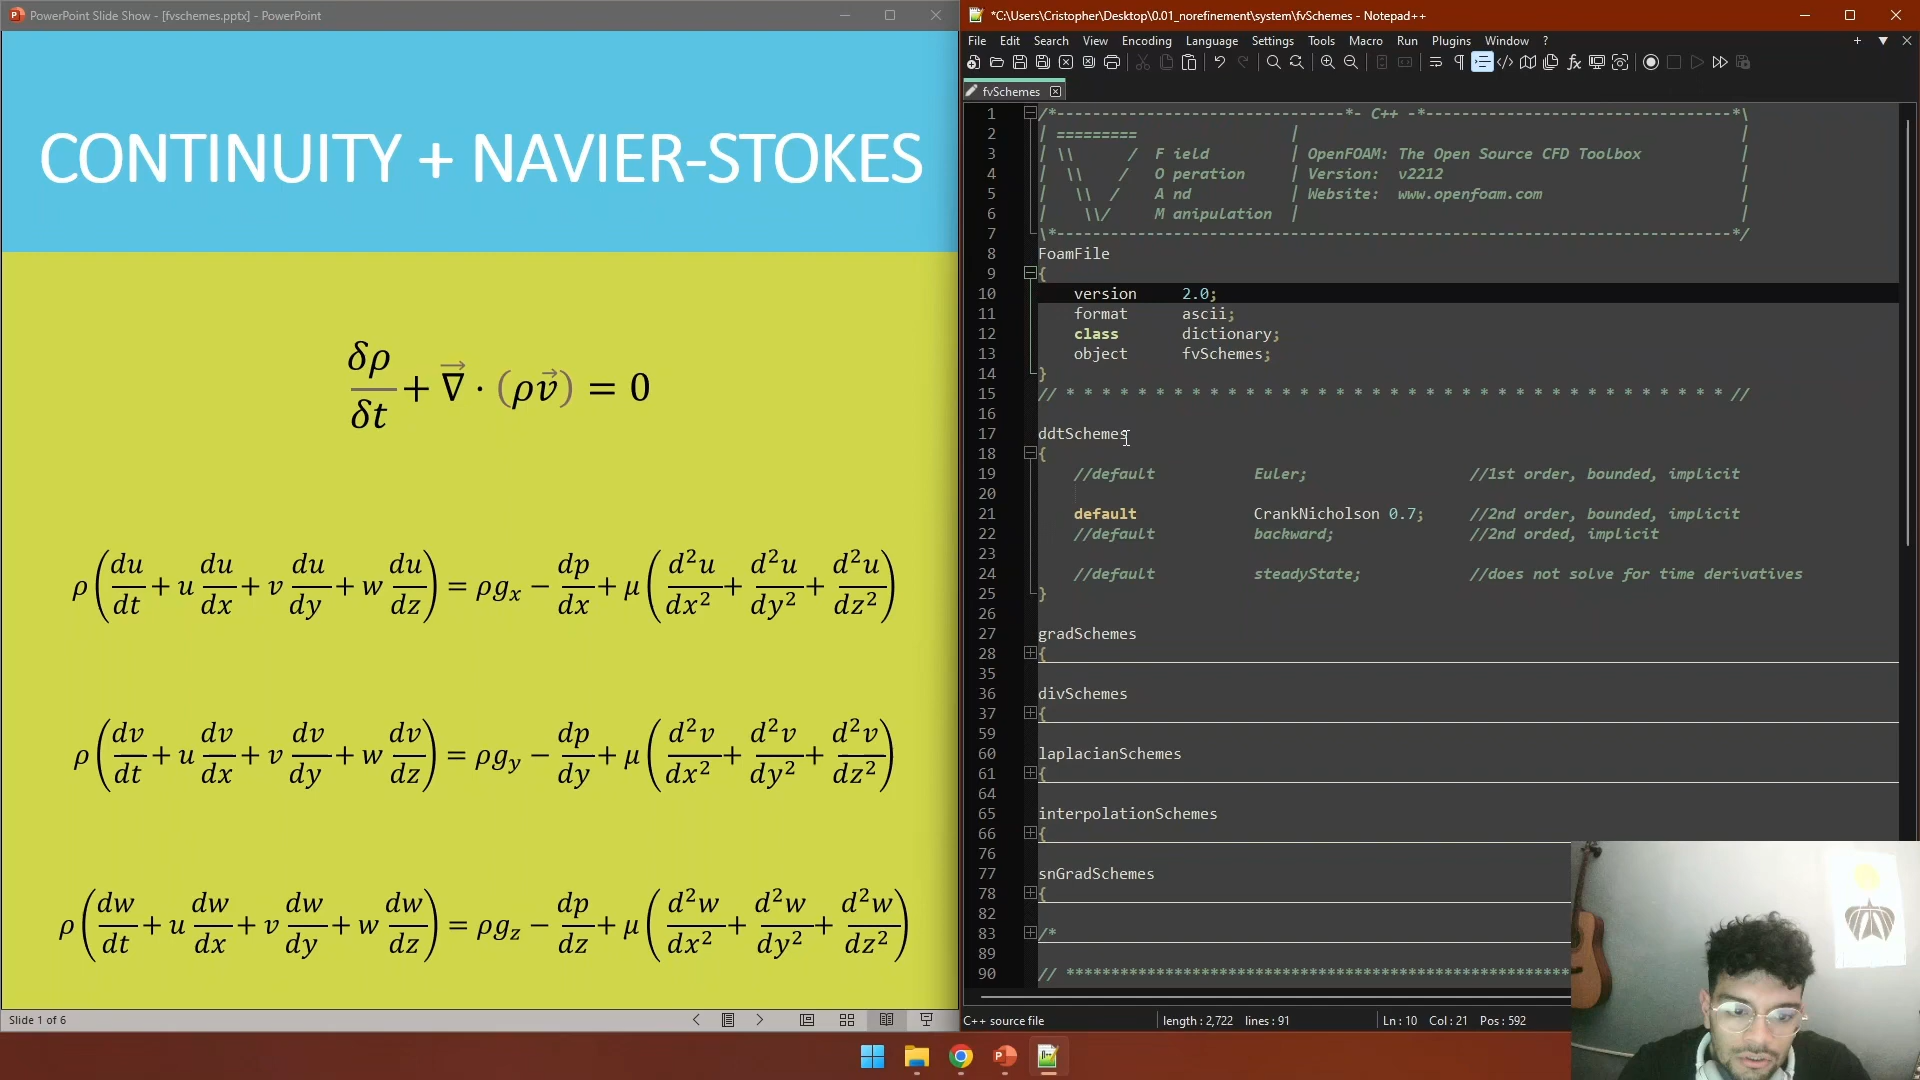 PowerPoint Slide Show - [fvschemes.pptx] - PowerPoint
CONTINUITY + NAVIER-STOKES
δρ/δt + ∇⃗ · (ρv⃗) = 0
ρ(du/dt + u du/dx + v du/dy + w du/dz) = ρgₓ − dp/dx + μ(d²u/dx² + d²u/dy² + d²u/dz²)
ρ(dv/dt + u dv/dx + v dv/dy + w dv/dz) = ρg_y − dp/dy + μ(d²v/dx² + d²v/dy² + d²v/dz²)
ρ(dw/dt + u dw/dx + v dw/dy + w dw/dz) = ρg_z − dp/dz + μ(d²w/dx² + d²w/dy² + d²w/dz²)
Slide 1 of 6
*C:\Users\Cristopher\Desktop\0.01_norefinement\system\fvSchemes - Notepad++
File Edit Search View Encoding Language Settings Tools Macro Run Plugins Window ?
fvSchemes
1 /*--------------------------------*- C++ -*----------------------------------*\
2 | =========                 |                                                 |
3 | \\      /  F ield         | OpenFOAM: The Open Source CFD Toolbox           |
4 |  \\    /   O peration     | Version:  v2212                                 |
5 |   \\  /    A nd           | Website:  www.openfoam.com                      |
6 |    \\/     M anipulation  |                                                 |
7 \*---------------------------------------------------------------------------*/
8 FoamFile
9 {
10     version     2.0;
11     format      ascii;
12     class       dictionary;
13     object      fvSchemes;
14 }
15 // * * * * * * * * * * * * * * * * * * * * * * * * * * * * * * * * * * * * * //
16
17 ddtSchemes
18 {
19     //default           Euler;                  //1st order, bounded, implicit
20
21     default             CrankNicholson 0.7;     //2nd order, bounded, implicit
22     //default           backward;               //2nd orded, implicit
23
24     //default           steadyState;            //does not solve for time derivatives
25 }
26
27 gradSchemes
28 {
35
36 divSchemes
37 {
59
60 laplacianSchemes
61 {
64
65 interpolationSchemes
66 {
76
77 snGradSchemes
78 {
82
83 /*
89
90 // ********************************************************
C++ source file length : 2,722 lines : 91 Ln : 10 Col : 21 Pos : 592